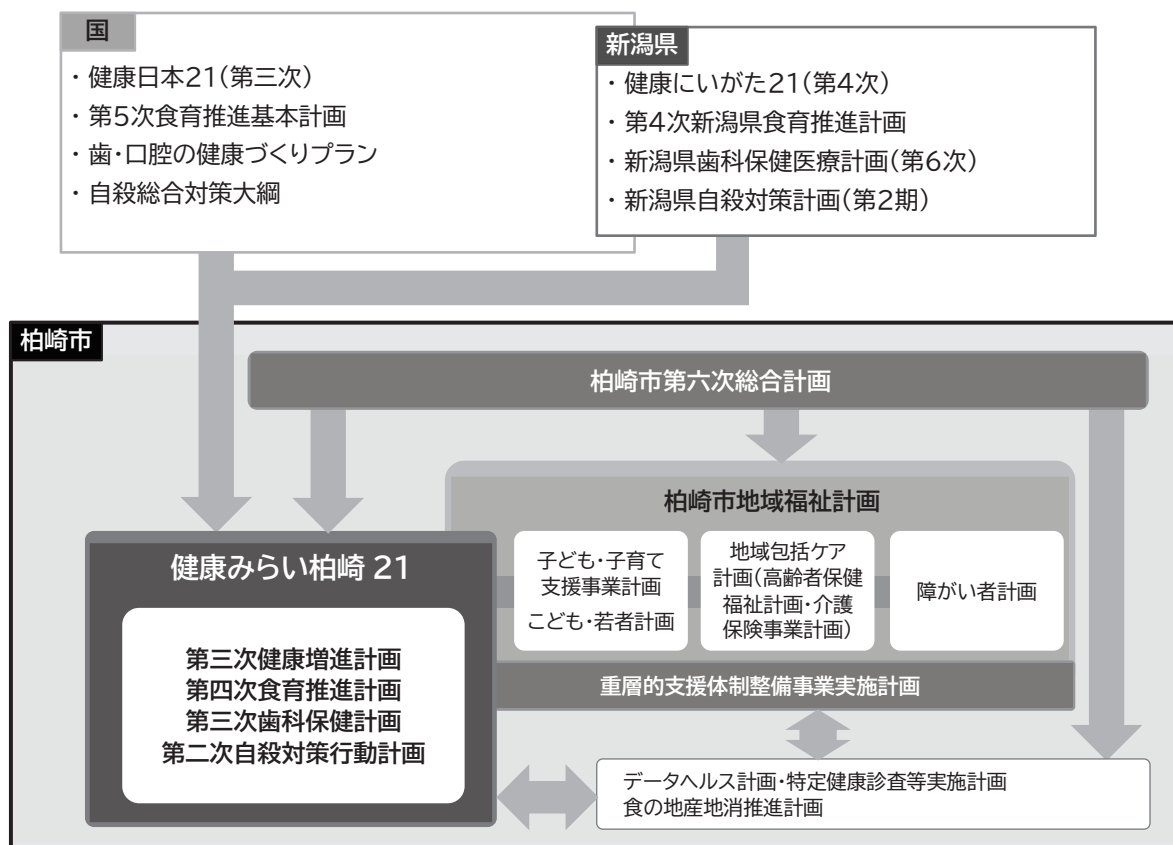 国
・ 健康日本21(第三次)
・ 第5次食育推進基本計画
・ 歯・口腔の健康づくりプラン
・ 自殺総合対策大綱
新潟県
・ 健康にいがた21(第4次)
・ 第4次新潟県食育推進計画
・ 新潟県歯科保健医療計画(第6次)
・ 新潟県自殺対策計画(第2期)
柏崎市
柏崎市第六次総合計画
柏崎市地域福祉計画
子ども・子育て
支援事業計画
こども・若者計画
地域包括ケア
計画(高齢者保健
福祉計画・介護
保険事業計画)
障がい者計画
重層的支援体制整備事業実施計画
健康みらい柏崎 21
第三次健康増進計画
第四次食育推進計画
第三次歯科保健計画
第二次自殺対策行動計画
データヘルス計画・特定健康診査等実施計画
食の地産地消推進計画